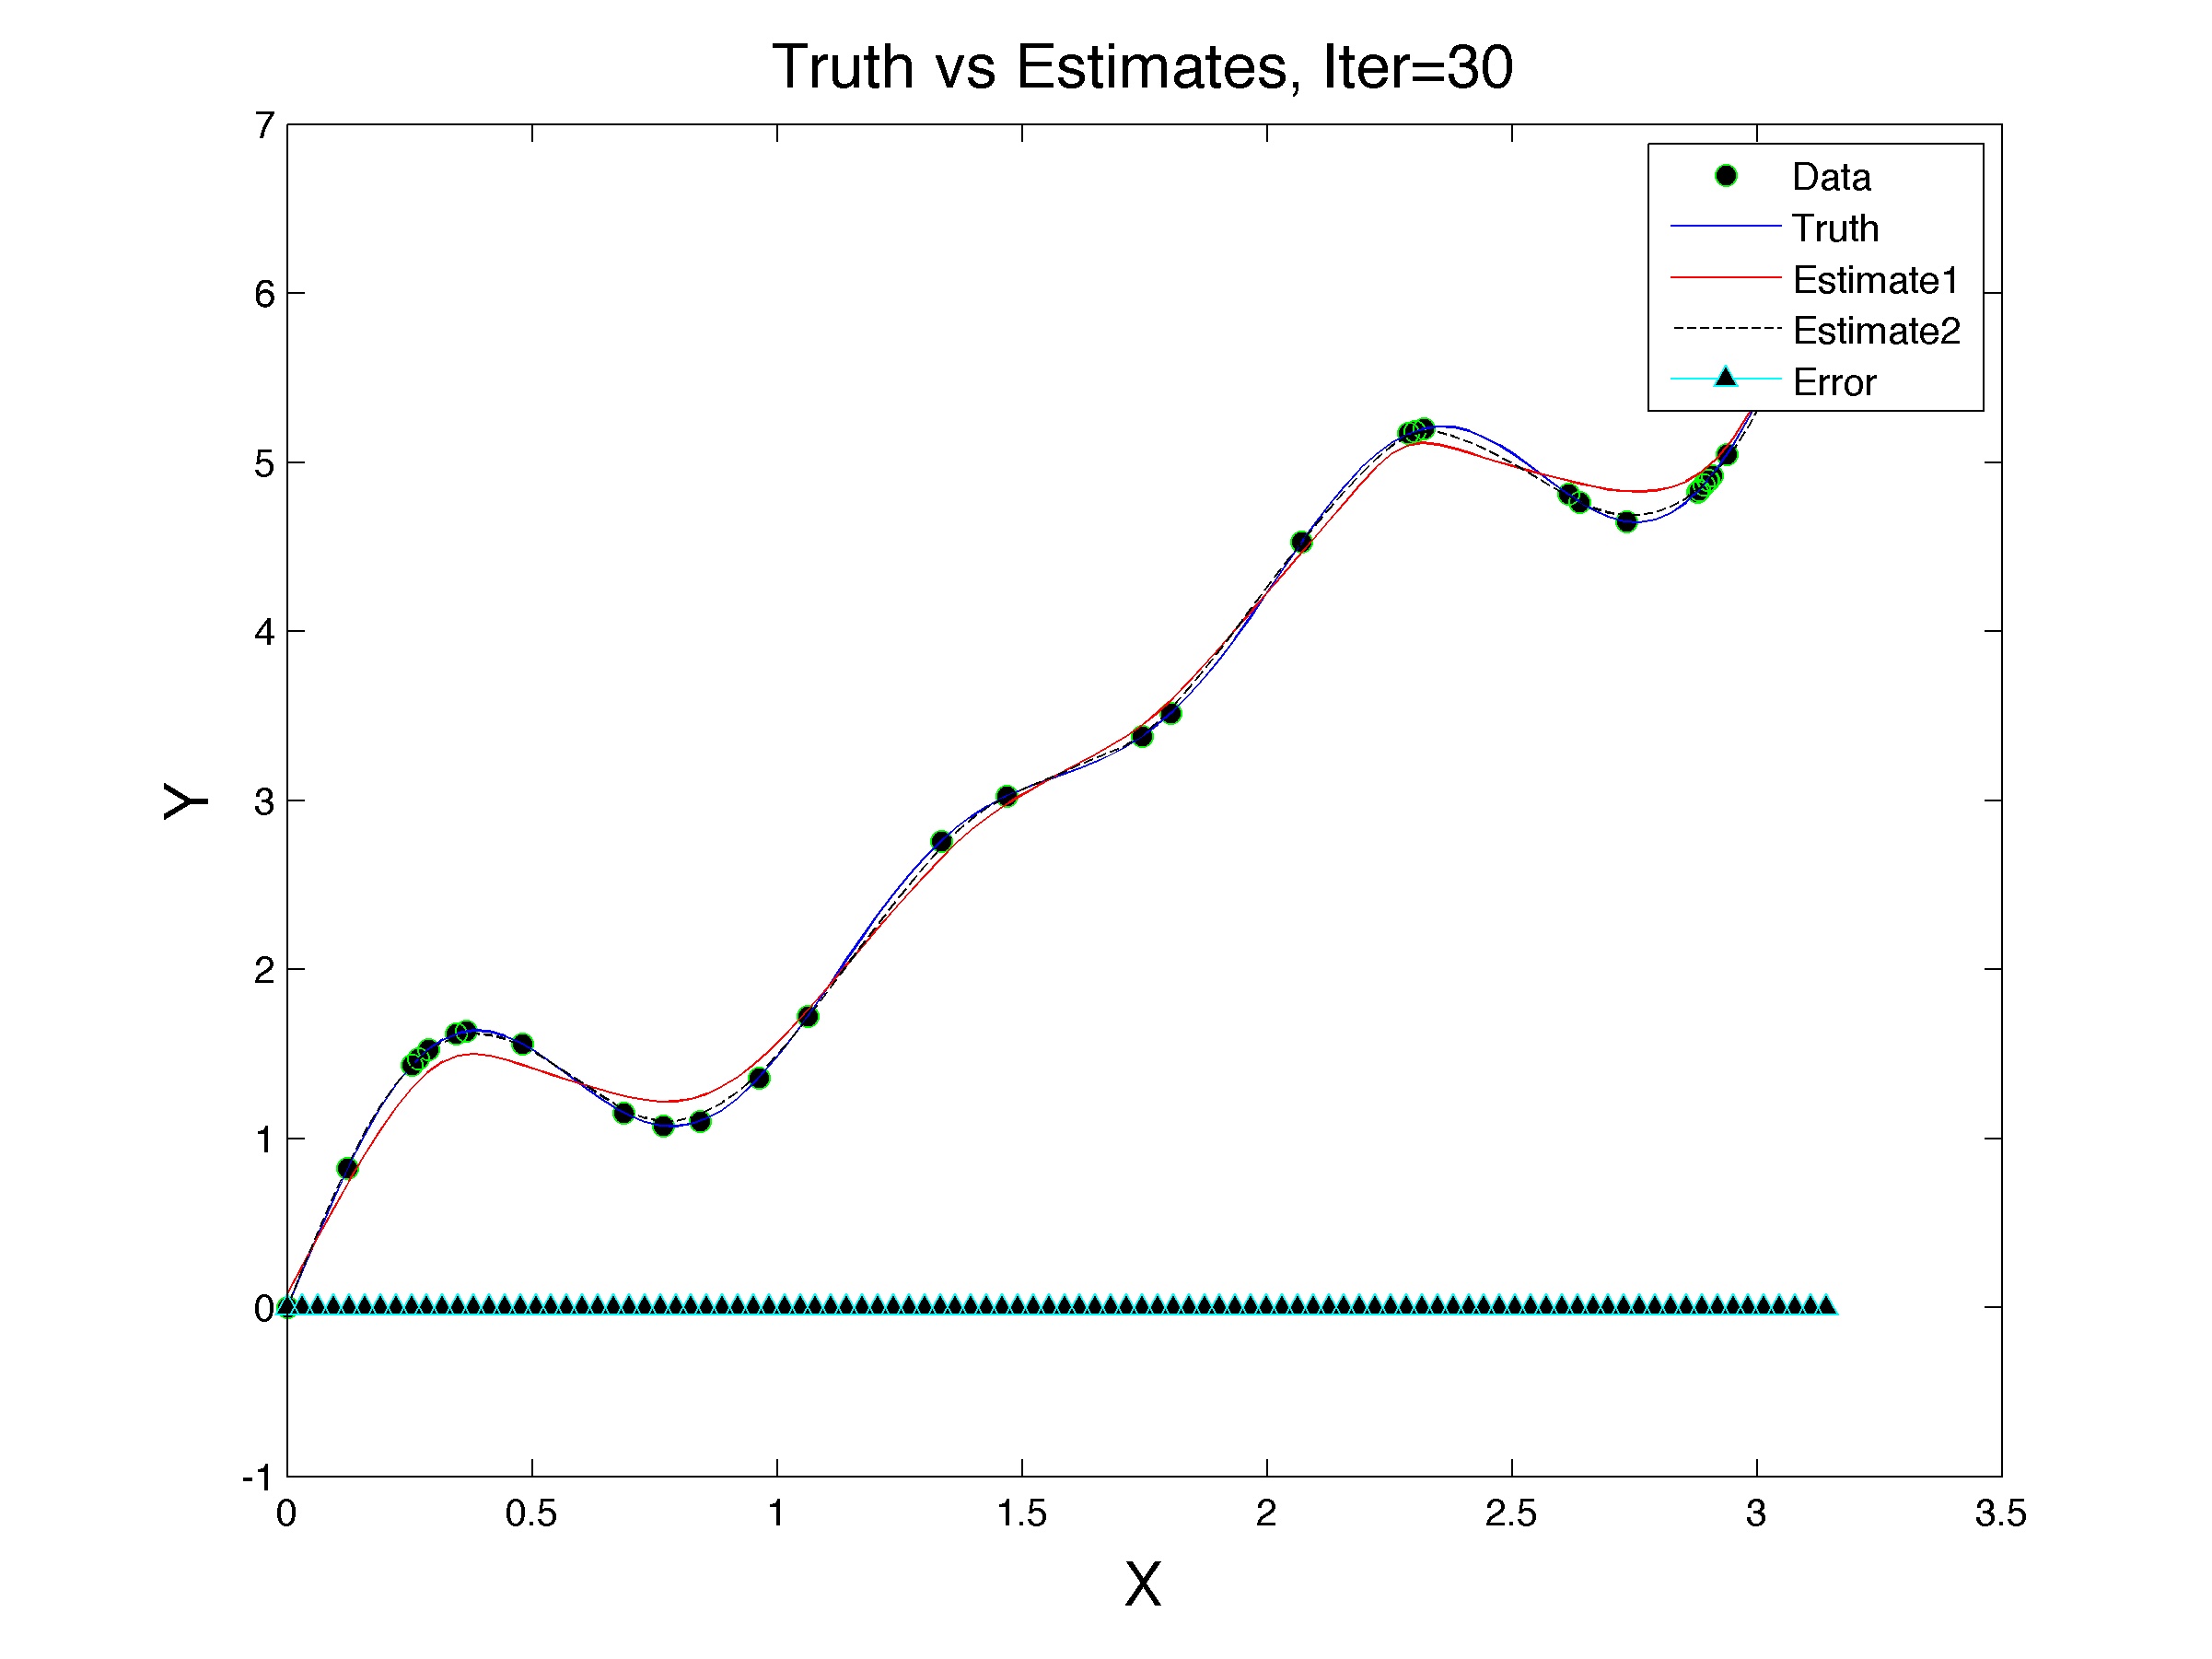 Truth vs Estimates, Iter=30
7
6
5
4
3
2
1
0
-1
Y
Data
Truth
Estimate1
Estimate2
Error
0 0.5 1 1.5 2 2.5 3 3.5
X